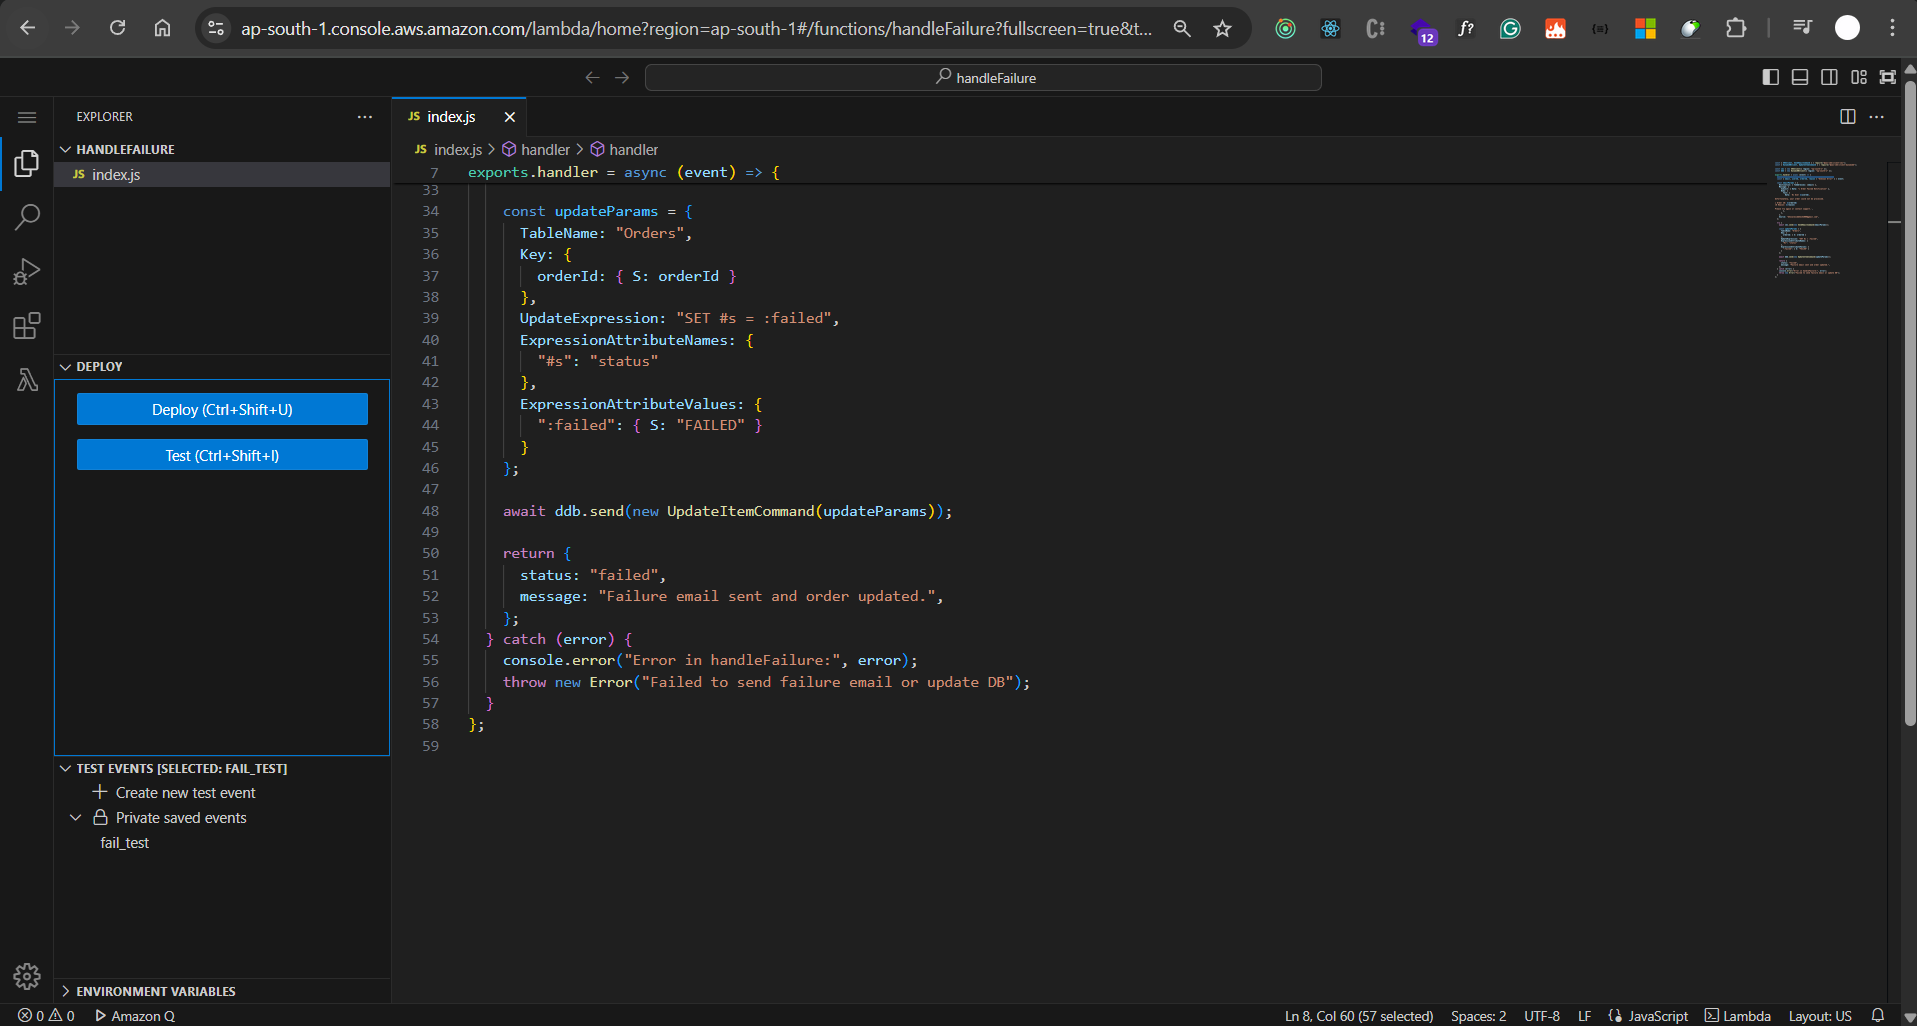 ap-south-1.console.aws.amazon.com/lambda/home?region=ap-south-1#/functions/handleFailure?fullscreen=true&t...
12
f?
handleFailure
EXPLORER
...
JS index.js
JS index.js > handler > handler
HANDLEFAILURE
JS index.js
7 exports.handler = async (event) => {
33
34 const updateParams = {
35 TableName: "Orders",
36 Key: {
37 orderId: { S: orderId }
38 },
39 UpdateExpression: "SET #s = :failed",
40 ExpressionAttributeNames: {
41 "#s": "status"
42 },
43 ExpressionAttributeValues: {
44 ":failed": { S: "FAILED" }
45 }
46 };
47
48 await ddb.send(new UpdateItemCommand(updateParams));
49
50 return {
51 status: "failed",
52 message: "Failure email sent and order updated.",
53 };
54 } catch (error) {
55 console.error("Error in handleFailure:", error);
56 throw new Error("Failed to send failure email or update DB");
57 }
58 };
59
DEPLOY
Deploy (Ctrl+Shift+U)
Test (Ctrl+Shift+I)
TEST EVENTS [SELECTED: FAIL_TEST]
Create new test event
Private saved events
fail_test
ENVIRONMENT VARIABLES
0 0 Amazon Q
Ln 8, Col 60 (57 selected) Spaces: 2 UTF-8 LF JavaScript Lambda Layout: US